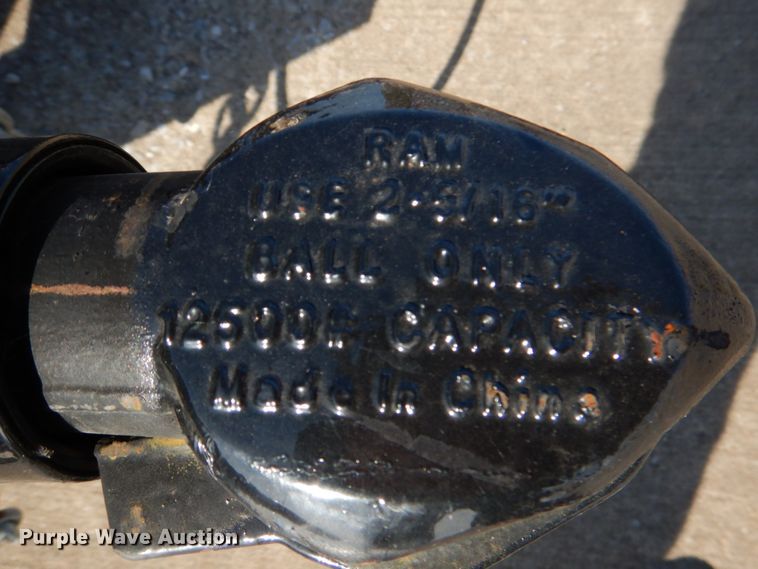 RAM
USE 2-5/16"
BALL ONLY
12500# CAPACITY
Made In China
Purple Wave Auction